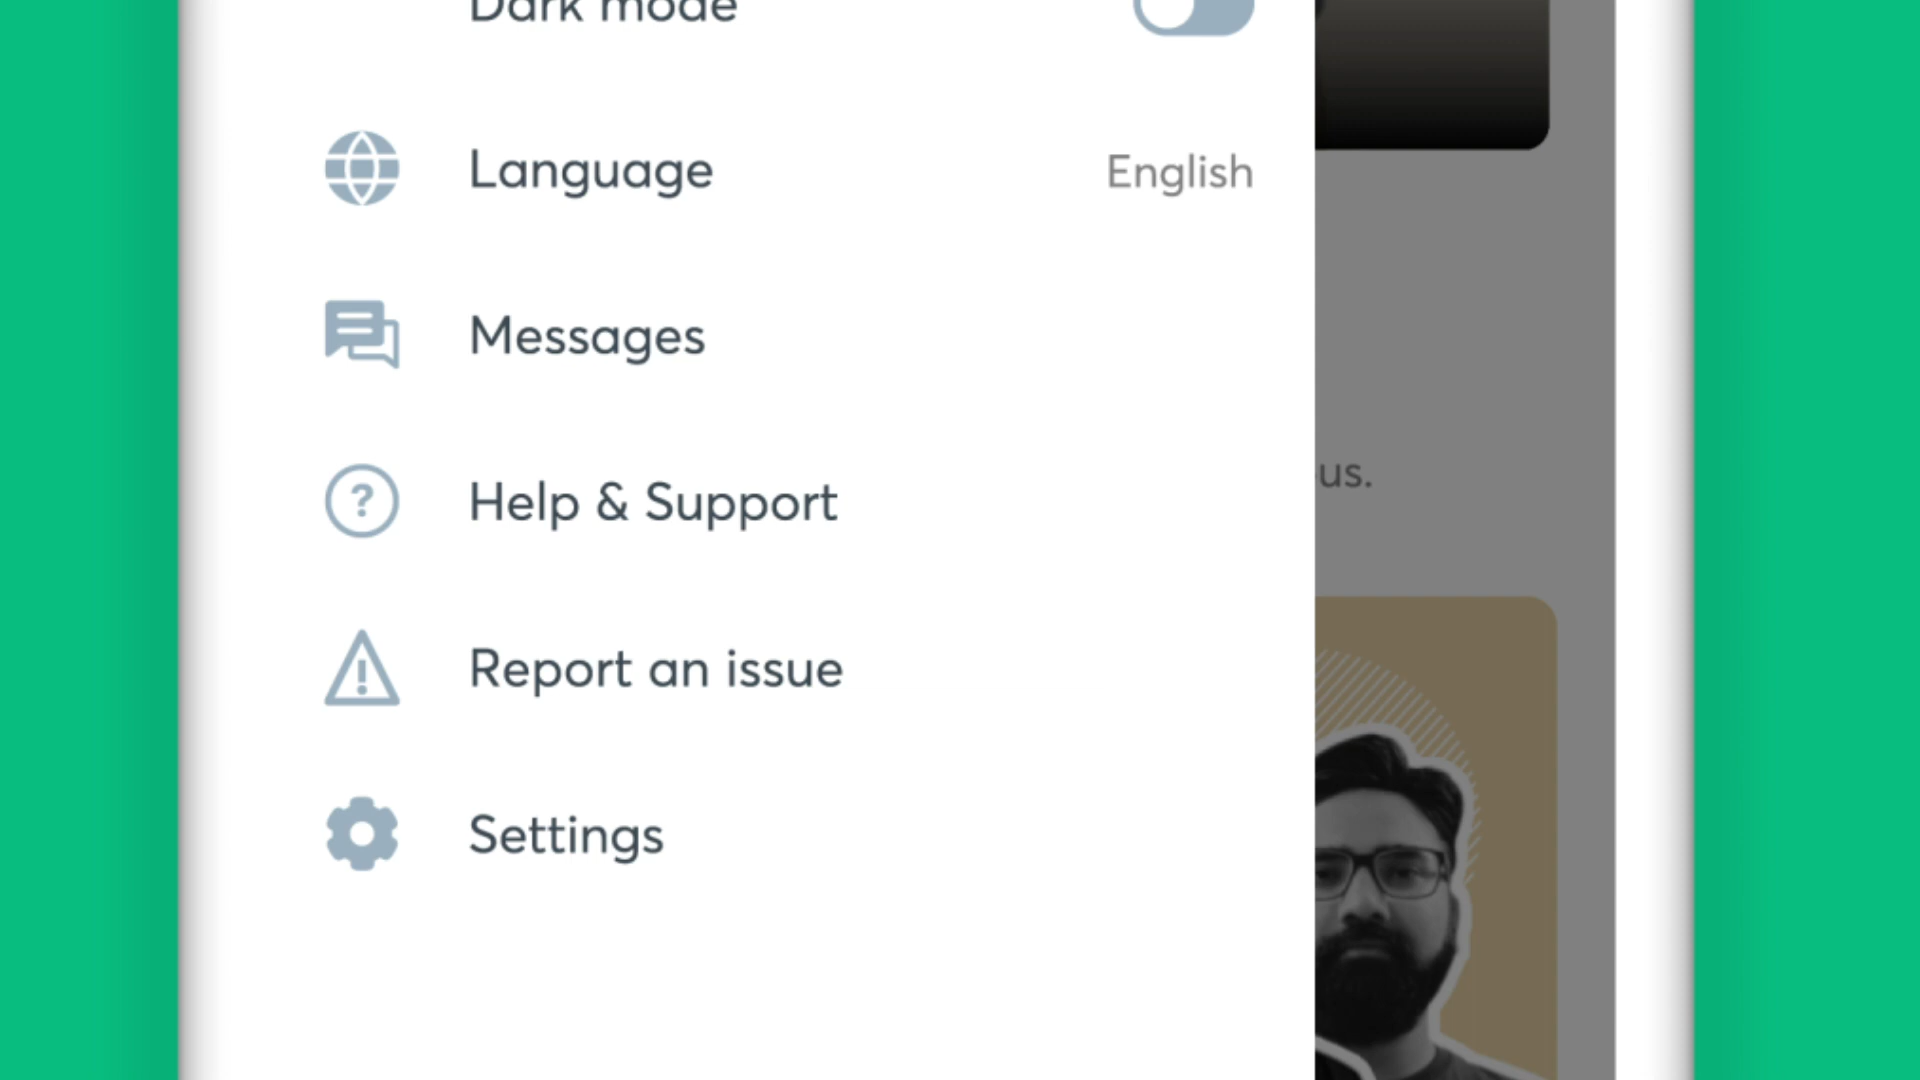 Dark mode
Language English
Messages
us.
Help & Support
Report an issue
Settings